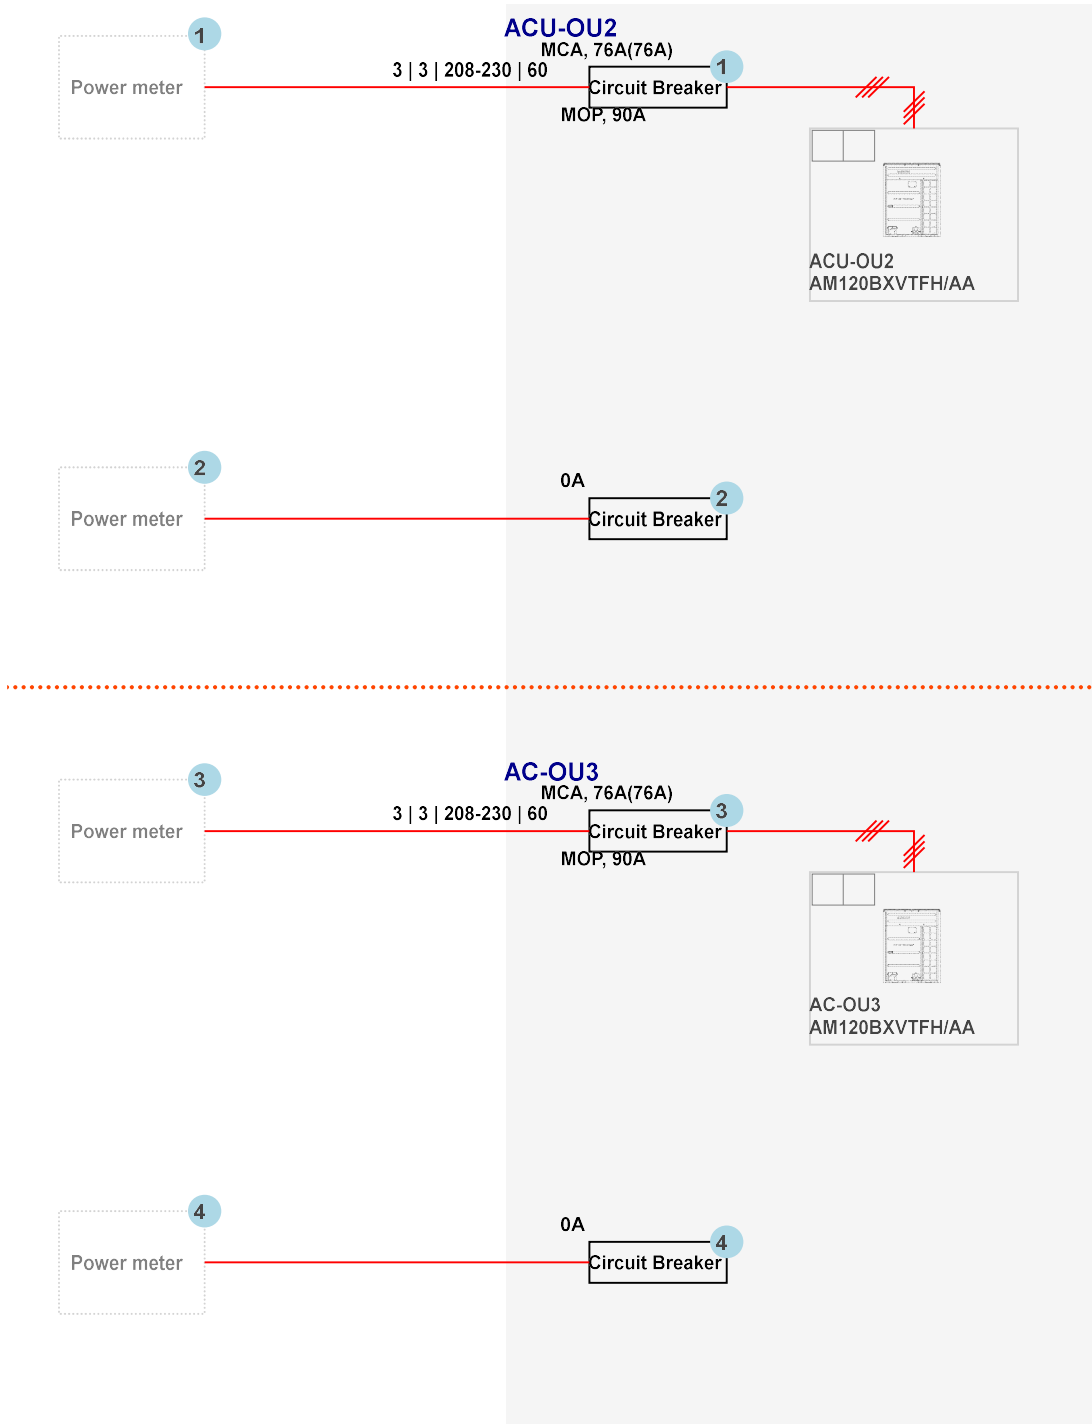 ACU-OU2
1
MCA, 76A(76A)
3 | 3 | 208-230 | 60
1
Power meter
Circuit Breaker
MOP, 90A
ACU-OU2
AM120BXVTFH/AA
2
0A
2
Power meter
Circuit Breaker
AC-OU3
3
MCA, 76A(76A)
3 | 3 | 208-230 | 60
3
Power meter
Circuit Breaker
MOP, 90A
AC-OU3
AM120BXVTFH/AA
4
0A
4
Power meter
Circuit Breaker